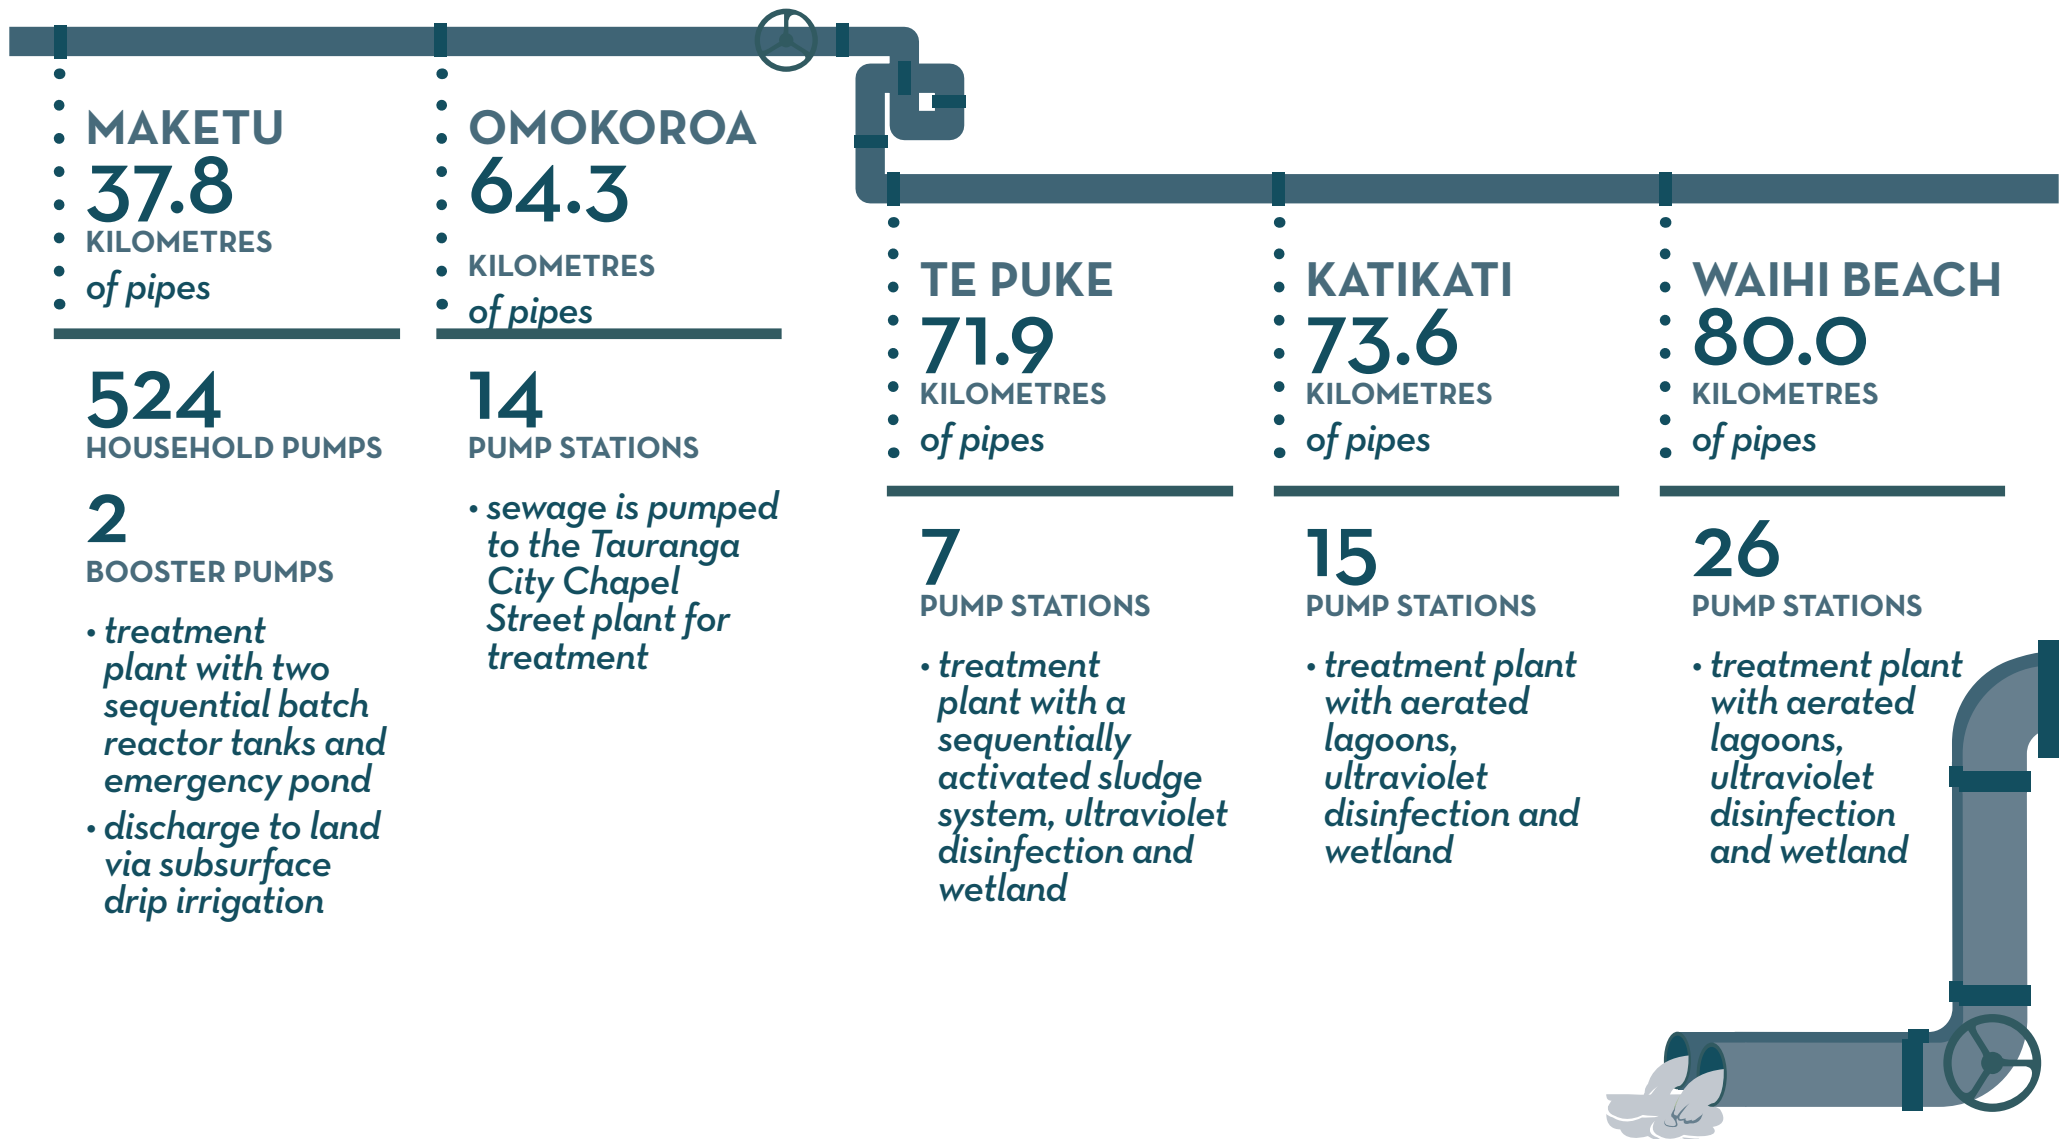 MAKETU
37.8
KILOMETRES
of pipes
524
HOUSEHOLD PUMPS
2
BOOSTER PUMPS
• treatment
plant with two
sequential batch
reactor tanks and
emergency pond
• discharge to land
via subsurface
drip irrigation
OMOKOROA
64.3
KILOMETRES
of pipes
14
PUMP STATIONS
• sewage is pumped
to the Tauranga
City Chapel
Street plant for
treatment
TE PUKE
71.9
KILOMETRES
of pipes
7
PUMP STATIONS
• treatment
plant with a
sequentially
activated sludge
system, ultraviolet
disinfection and
wetland
KATIKATI
73.6
KILOMETRES
of pipes
15
PUMP STATIONS
• treatment plant
with aerated
lagoons,
ultraviolet
disinfection and
wetland
WAIHI BEACH
80.0
KILOMETRES
of pipes
26
PUMP STATIONS
• treatment plant
with aerated
lagoons,
ultraviolet
disinfection
and wetland